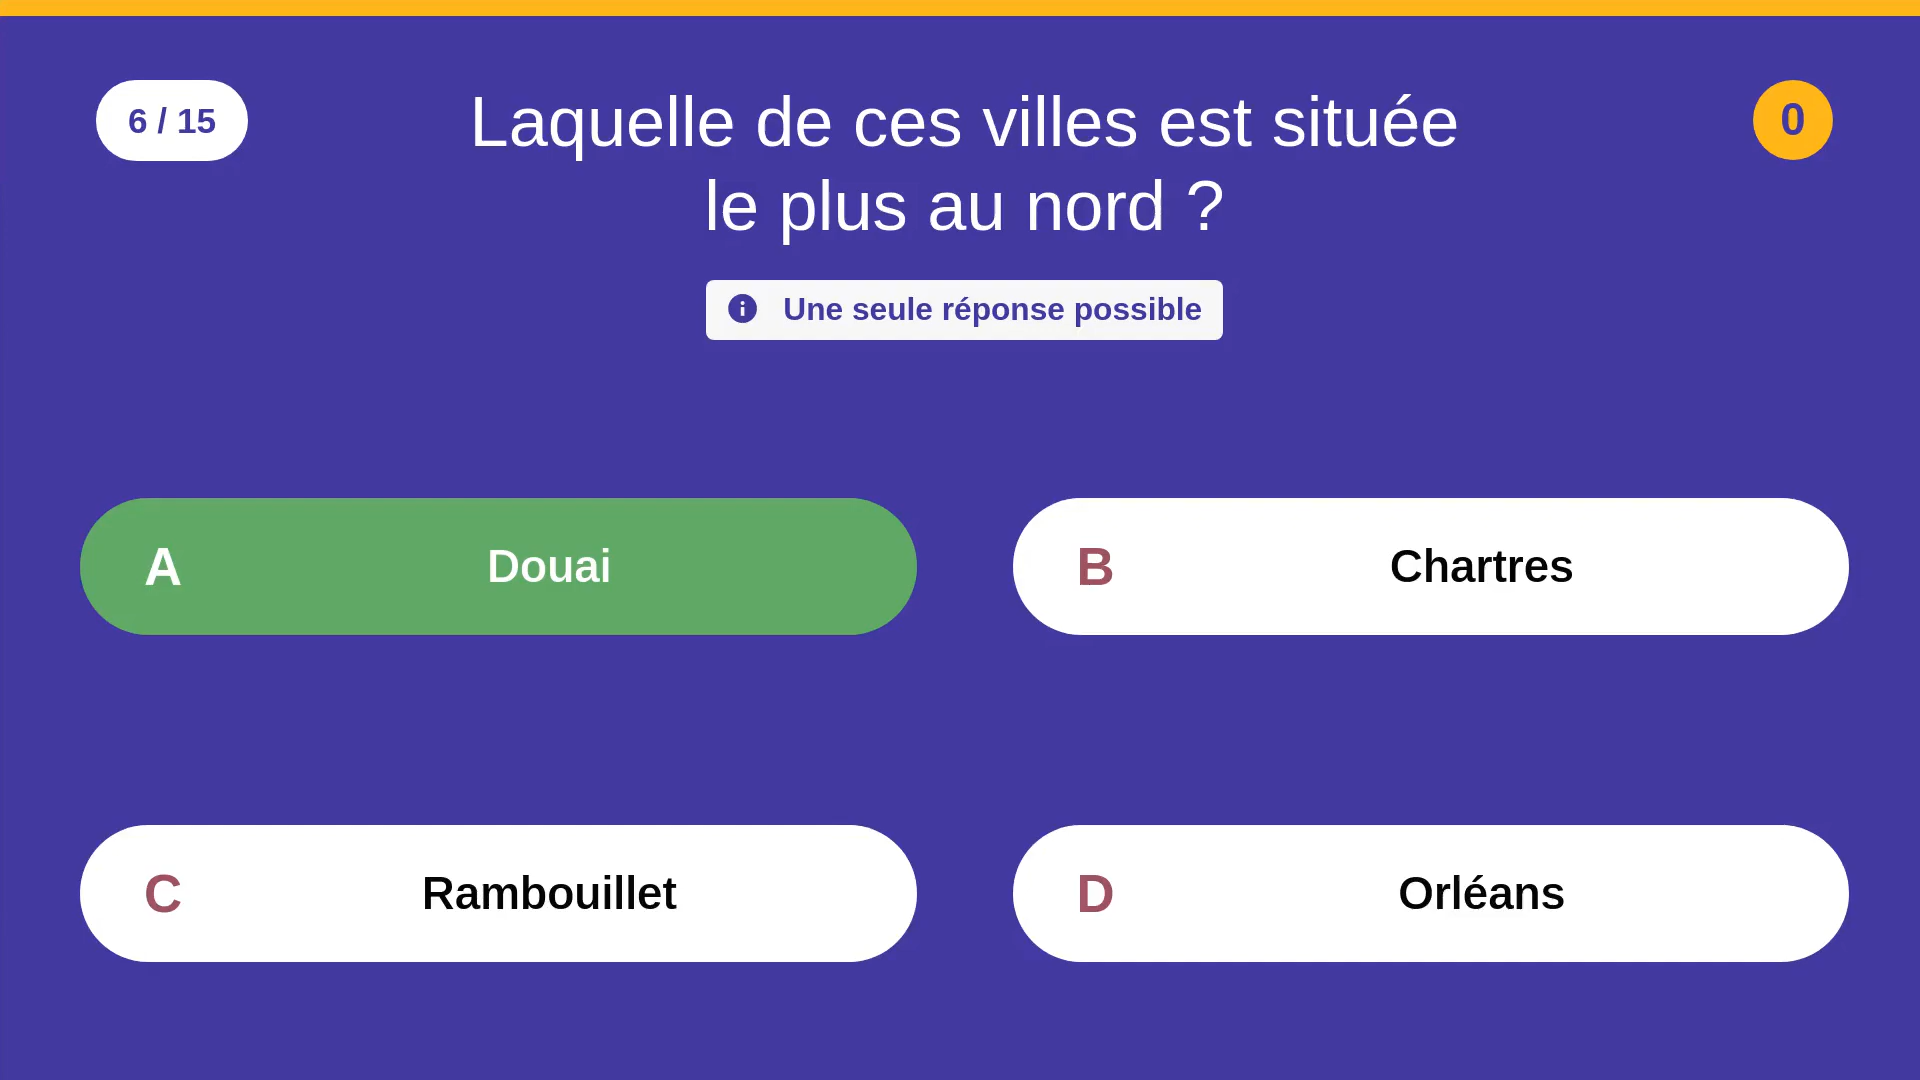 6 / 15
Laquelle de ces villes est située
le plus au nord ?
0
Une seule réponse possible
A
Douai
B
Chartres
C
Rambouillet
D
Orléans